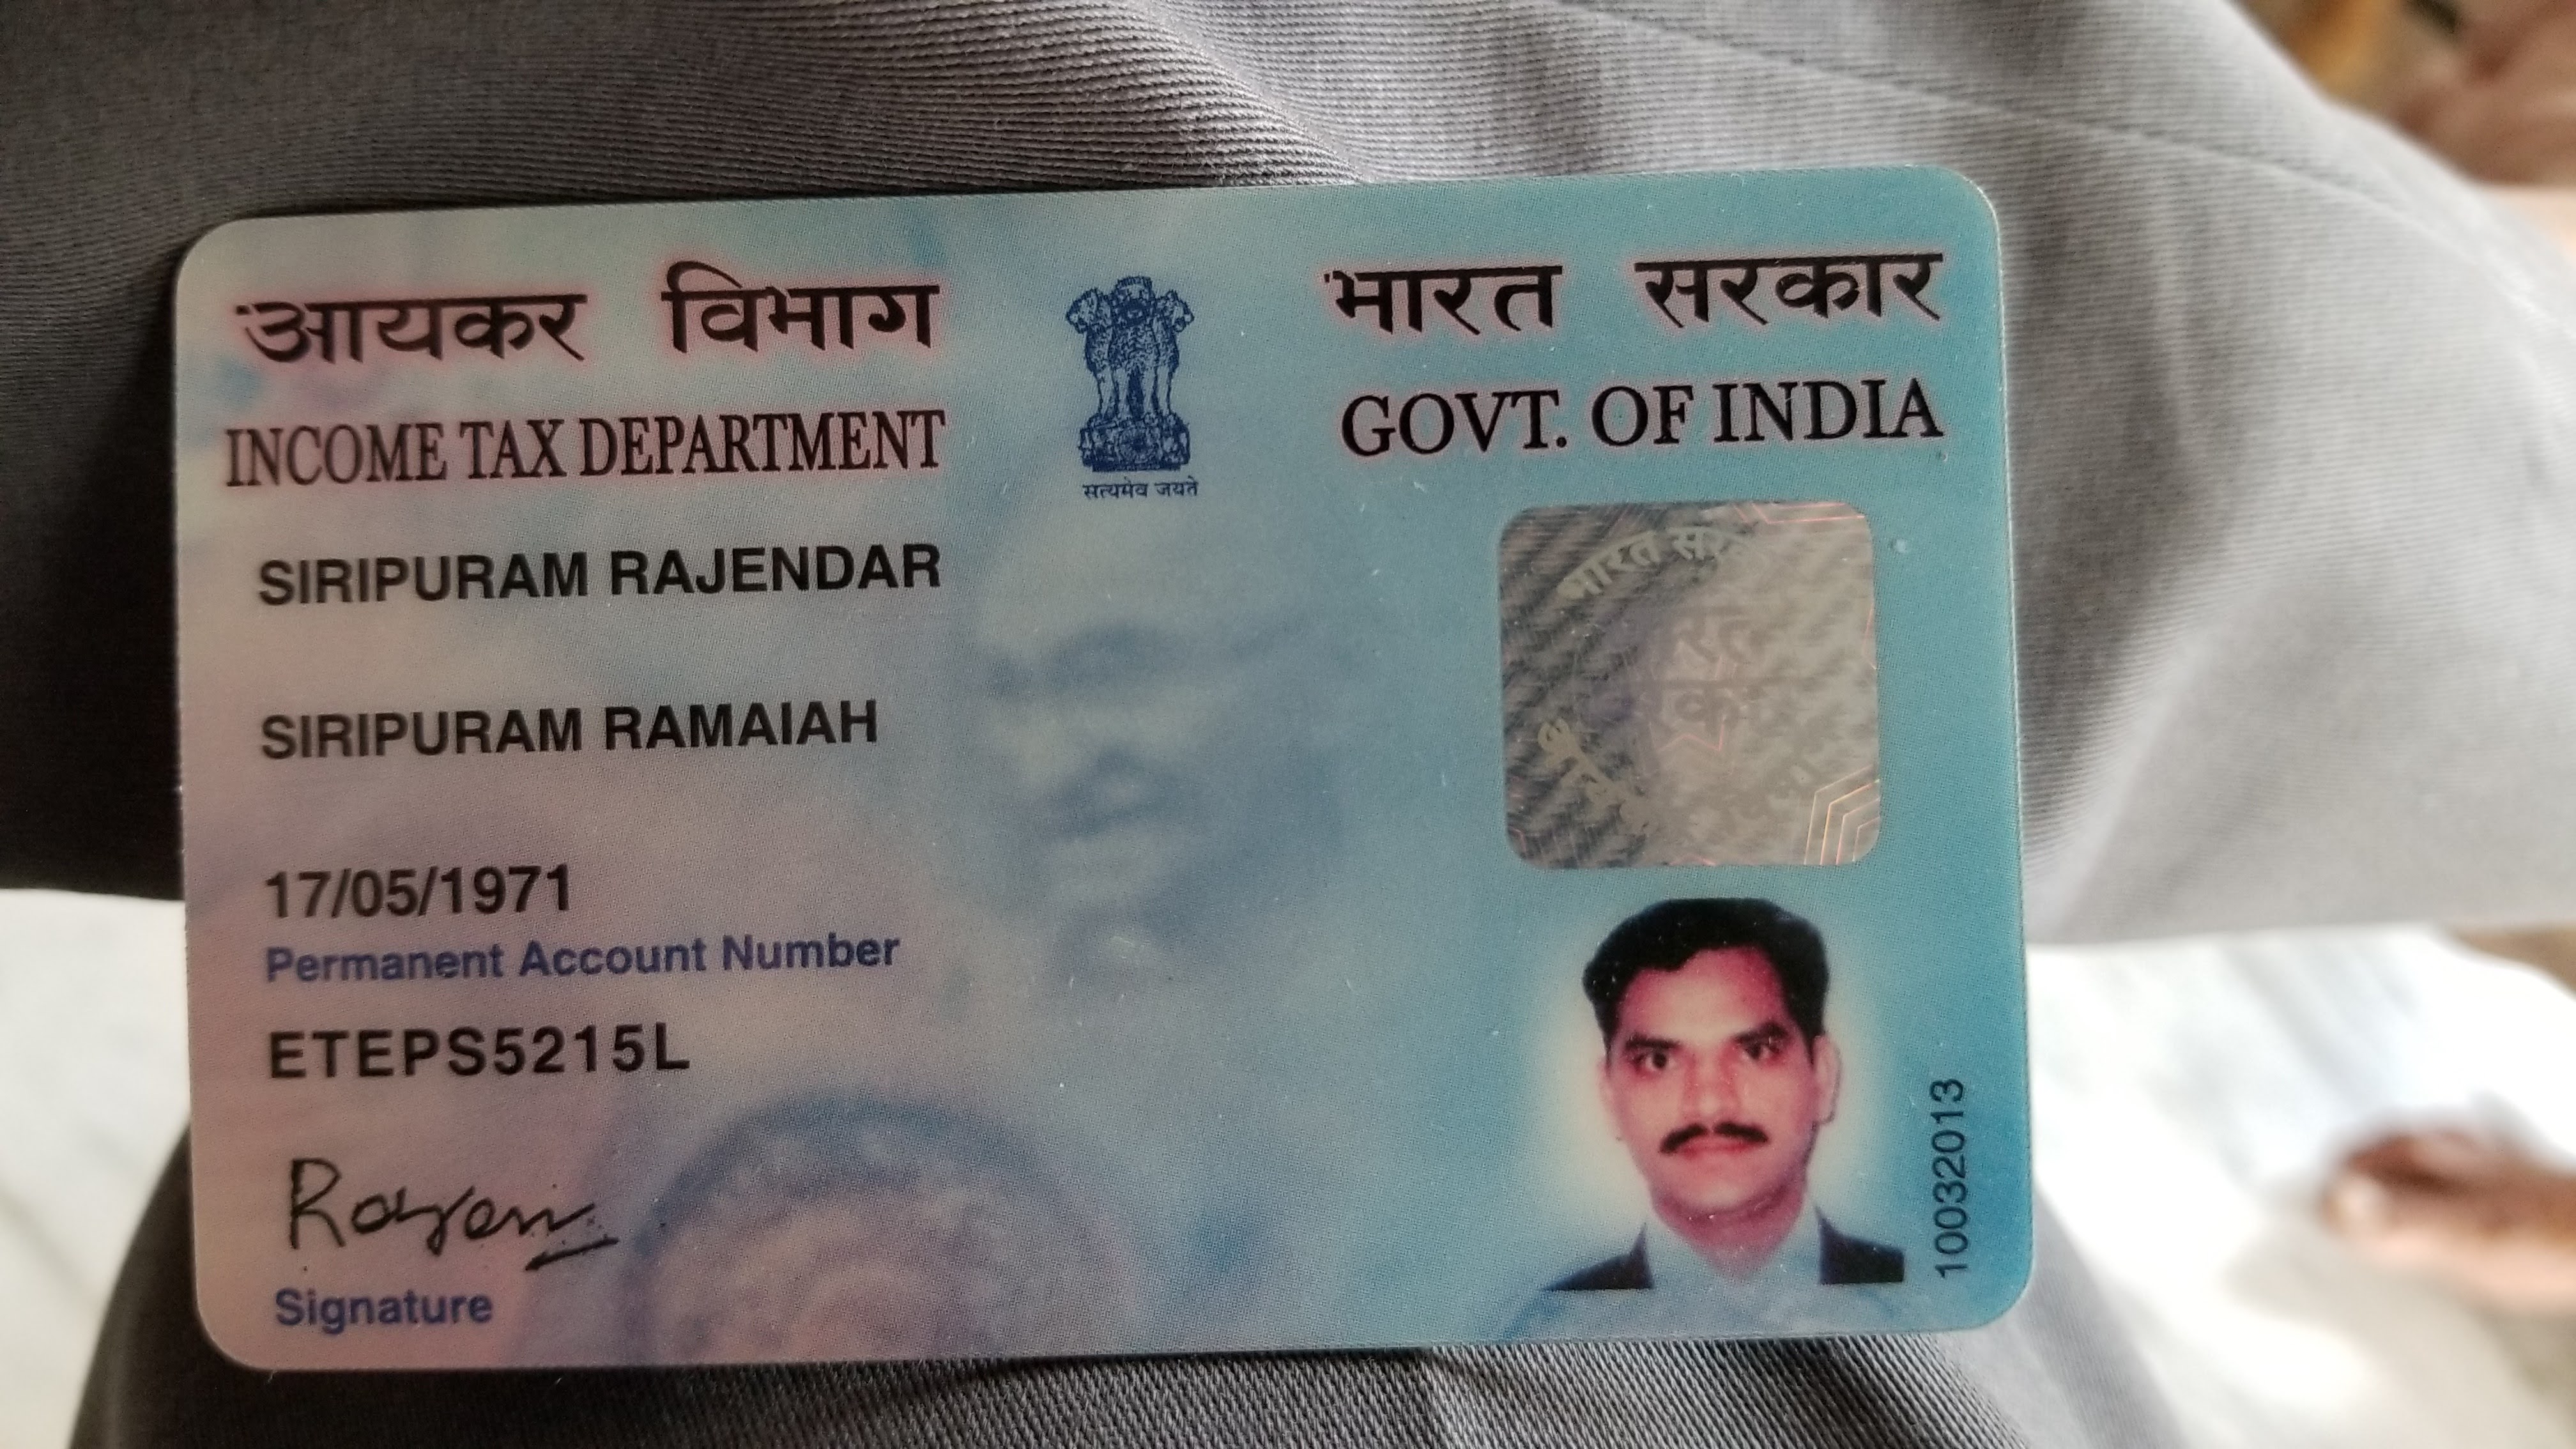 आयकर विभाग
INCOME TAX DEPARTMENT
सत्यमेव जयते
भारत सरकार
GOVT. OF INDIA
SIRIPURAM RAJENDAR
SIRIPURAM RAMAIAH
17/05/1971
Permanent Account Number
ETEPS5215L
Signature
भारत
10032013